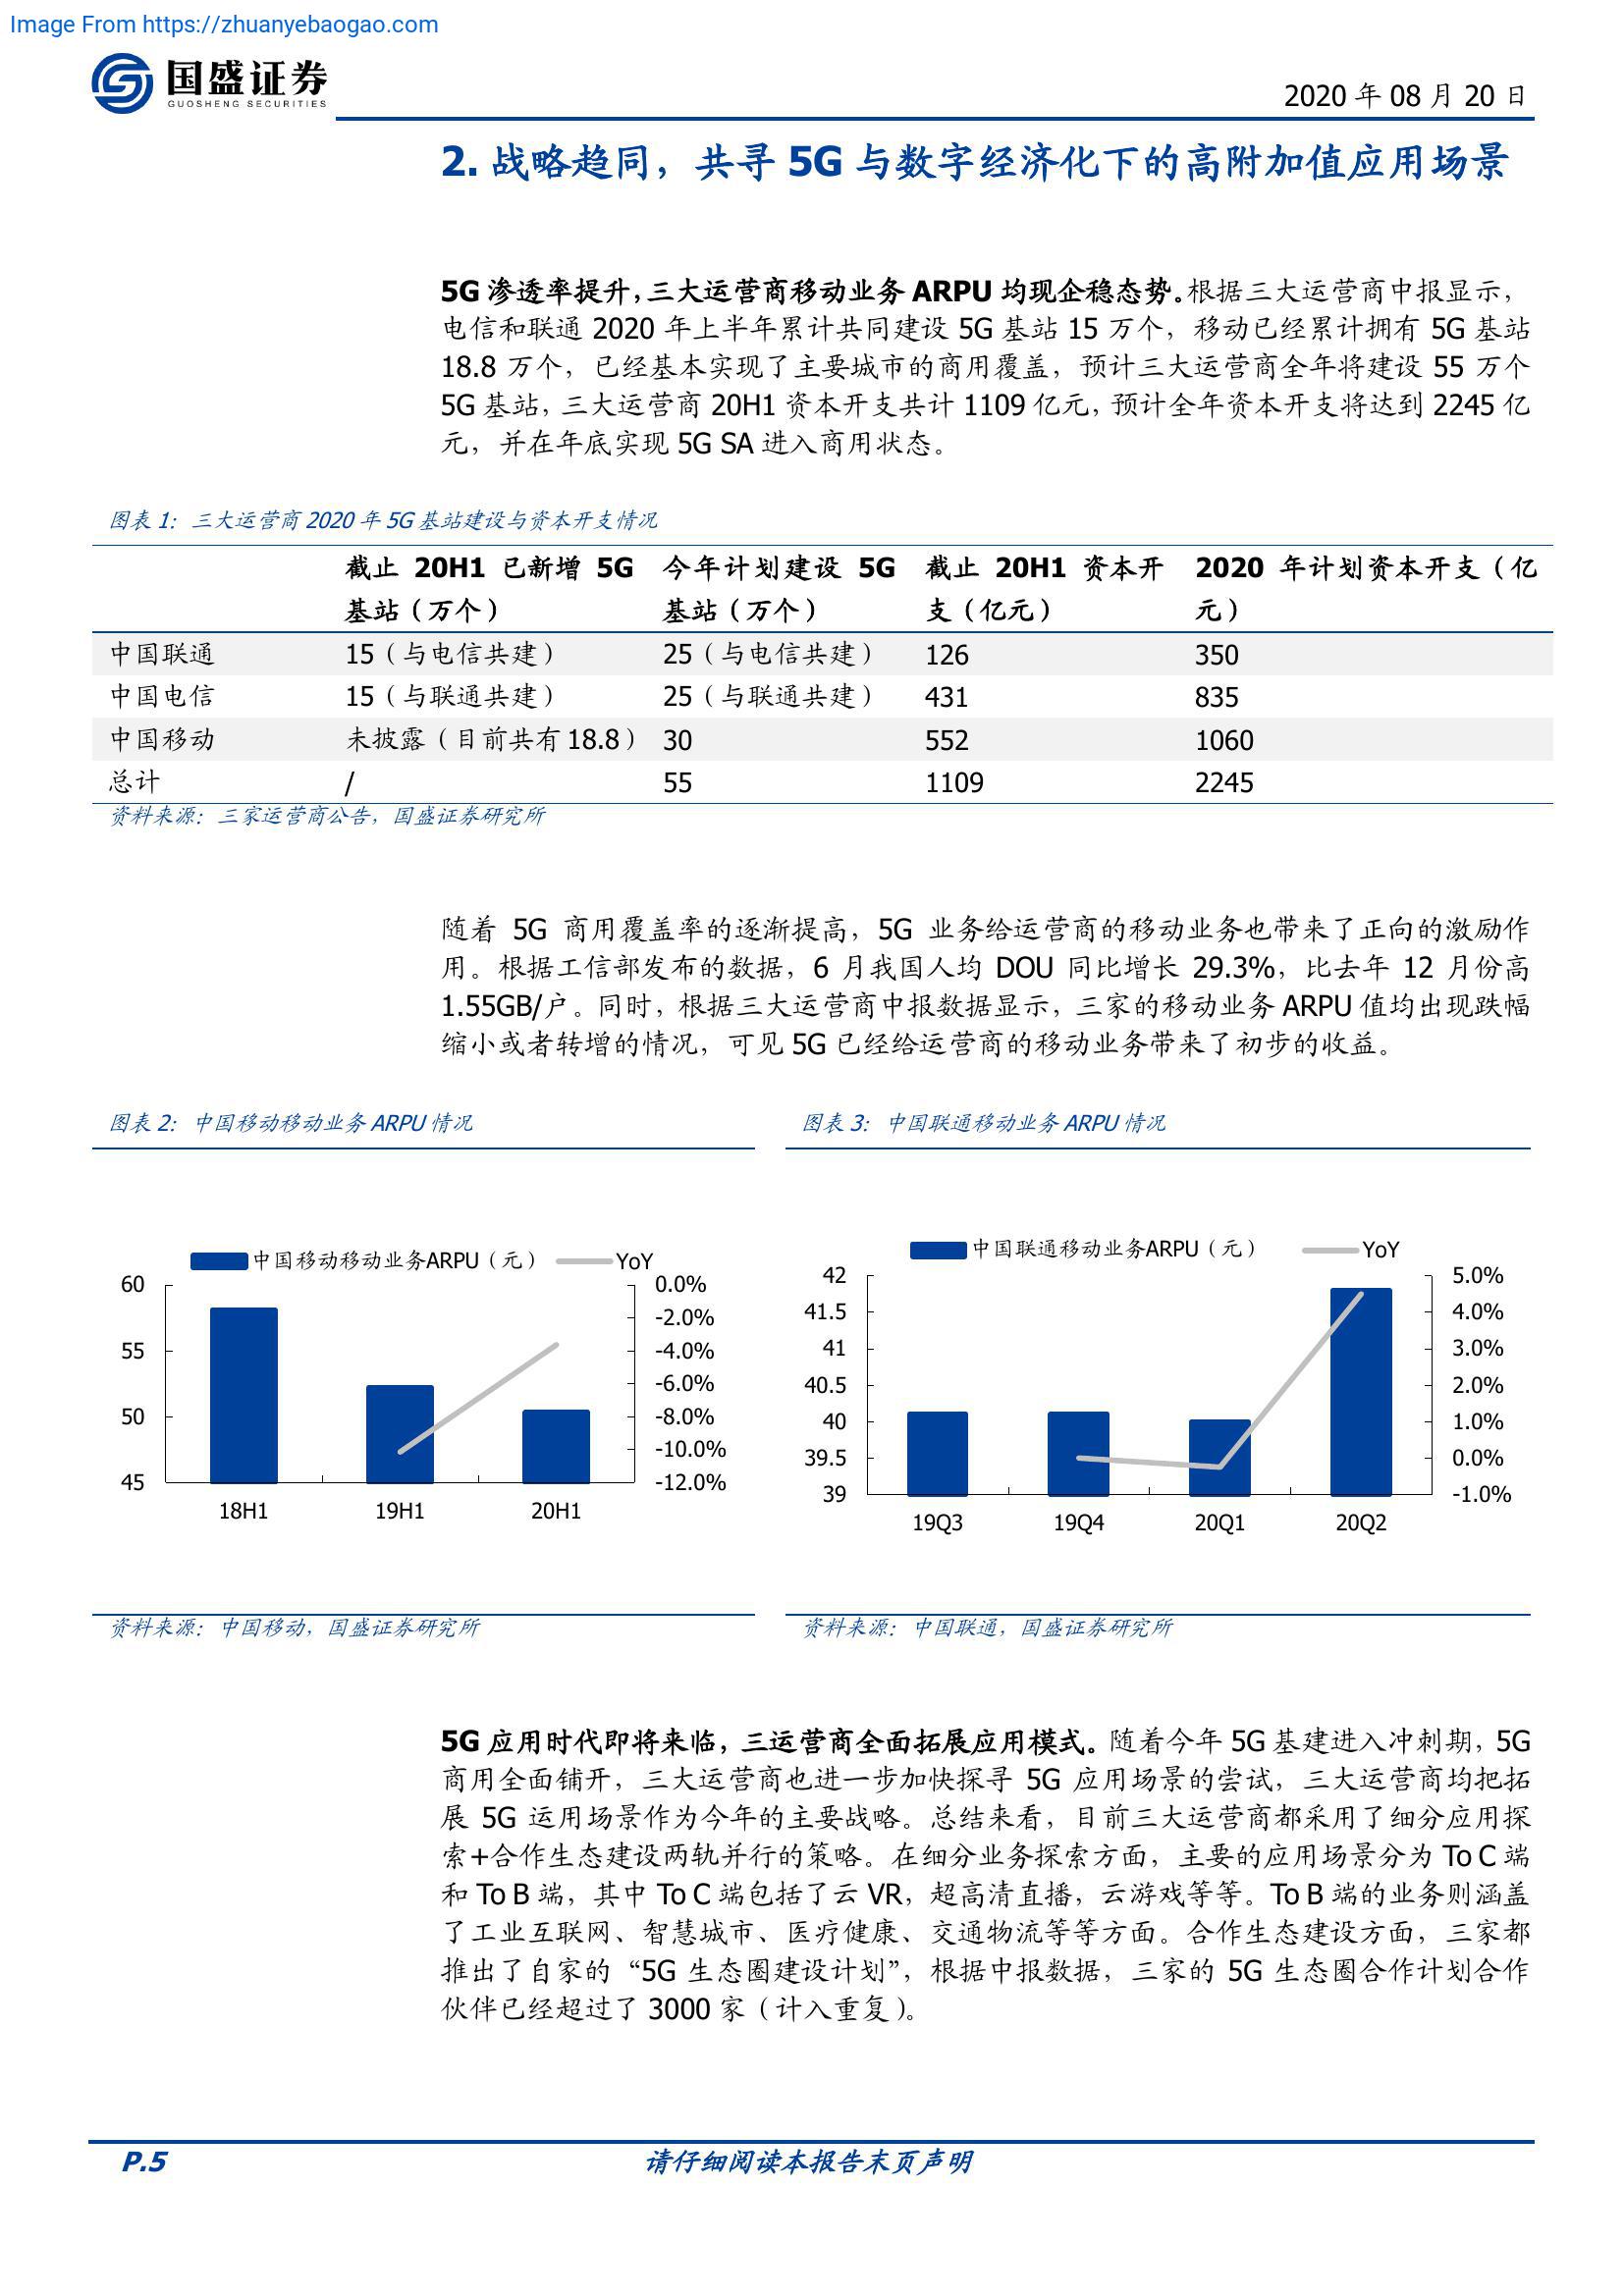 Image From https://zhuanyebaogao.com
国盛证券
GUOSHENG SECURITIES
2020 年 08 月 20 日
2. 战略趋同，共寻 5G 与数字经济化下的高附加值应用场景
5G 渗透率提升，三大运营商移动业务 ARPU 均现企稳态势。根据三大运营商中报显示，
电信和联通 2020 年上半年累计共同建设 5G 基站 15 万个，移动已经累计拥有 5G 基站
18.8 万个，已经基本实现了主要城市的商用覆盖，预计三大运营商全年将建设 55 万个
5G 基站，三大运营商 20H1 资本开支共计 1109 亿元，预计全年资本开支将达到 2245 亿
元，并在年底实现 5G SA 进入商用状态。
图表 1：三大运营商 2020 年 5G 基站建设与资本开支情况
截止 20H1 已新增 5G 今年计划建设 5G 截止 20H1 资本开 2020 年计划资本开支（亿
基站（万个） 基站（万个） 支（亿元） 元）
中国联通 15（与电信共建） 25（与电信共建） 126 350
中国电信 15（与联通共建） 25（与联通共建） 431 835
中国移动 未披露（目前共有 18.8） 30 552 1060
总计 / 55 1109 2245
资料来源：三家运营商公告，国盛证券研究所
随着 5G 商用覆盖率的逐渐提高，5G 业务给运营商的移动业务也带来了正向的激励作
用。根据工信部发布的数据，6 月我国人均 DOU 同比增长 29.3%，比去年 12 月份高
1.55GB/户。同时，根据三大运营商中报数据显示，三家的移动业务 ARPU 值均出现跌幅
缩小或者转增的情况，可见 5G 已经给运营商的移动业务带来了初步的收益。
图表 2：中国移动移动业务 ARPU 情况
中国移动移动业务ARPU（元） YoY
60 0.0%
-2.0%
55 -4.0%
-6.0%
50 -8.0%
-10.0%
45 -12.0%
18H1 19H1 20H1
资料来源：中国移动，国盛证券研究所
图表 3：中国联通移动业务 ARPU 情况
中国联通移动业务ARPU（元） YoY
42 5.0%
41.5 4.0%
41 3.0%
40.5 2.0%
40 1.0%
39.5 0.0%
39 -1.0%
19Q3 19Q4 20Q1 20Q2
资料来源：中国联通，国盛证券研究所
5G 应用时代即将来临，三运营商全面拓展应用模式。随着今年 5G 基建进入冲刺期，5G
商用全面铺开，三大运营商也进一步加快探寻 5G 应用场景的尝试，三大运营商均把拓
展 5G 运用场景作为今年的主要战略。总结来看，目前三大运营商都采用了细分应用探
索+合作生态建设两轨并行的策略。在细分业务探索方面，主要的应用场景分为 To C 端
和 To B 端，其中 To C 端包括了云 VR，超高清直播，云游戏等等。To B 端的业务则涵盖
了工业互联网、智慧城市、医疗健康、交通物流等等方面。合作生态建设方面，三家都
推出了自家的“5G 生态圈建设计划”，根据中报数据，三家的 5G 生态圈合作计划合作
伙伴已经超过了 3000 家（计入重复）。
P.5 请仔细阅读本报告末页声明